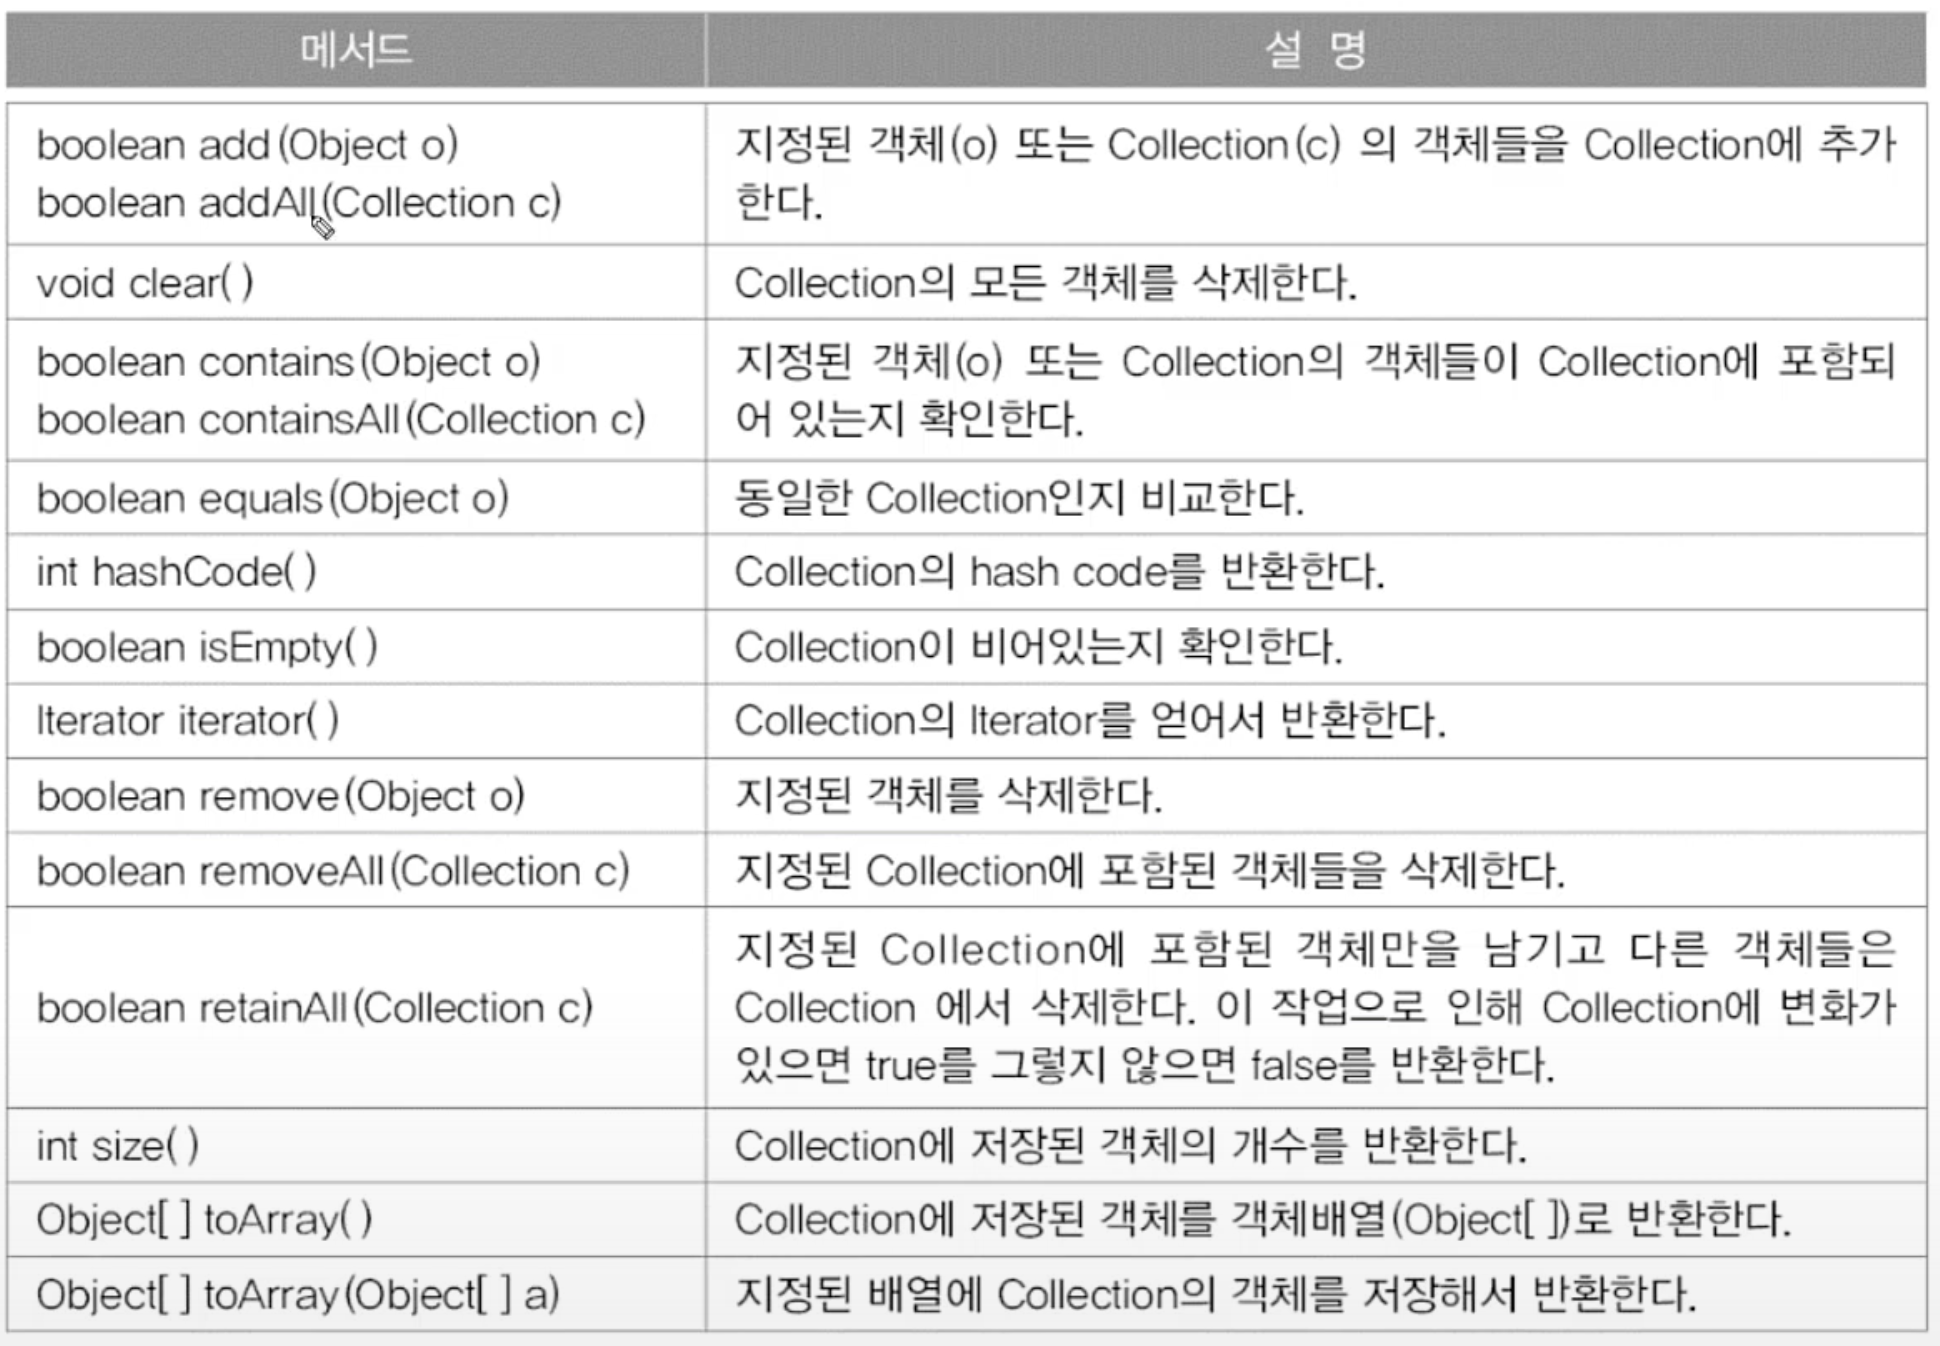 메서드
설 명
boolean add(Object o)
boolean addAll(Collection c)
지정된 객체(o) 또는 Collection(c) 의 객체들을 Collection에 추가
한다.
void clear( )
Collection의 모든 객체를 삭제한다.
boolean contains(Object o)
boolean containsAll(Collection c)
지정된 객체(o) 또는 Collection의 객체들이 Collection에 포함되
어 있는지 확인한다.
boolean equals(Object o)
동일한 Collection인지 비교한다.
int hashCode( )
Collection의 hash code를 반환한다.
boolean isEmpty( )
Collection이 비어있는지 확인한다.
Iterator iterator( )
Collection의 Iterator를 얻어서 반환한다.
boolean remove(Object o)
지정된 객체를 삭제한다.
boolean removeAll(Collection c)
지정된 Collection에 포함된 객체들을 삭제한다.
boolean retainAll(Collection c)
지정된 Collection에 포함된 객체만을 남기고 다른 객체들은
Collection 에서 삭제한다. 이 작업으로 인해 Collection에 변화가
있으면 true를 그렇지 않으면 false를 반환한다.
int size( )
Collection에 저장된 객체의 개수를 반환한다.
Object[ ] toArray( )
Collection에 저장된 객체를 객체배열(Object[ ])로 반환한다.
Object[ ] toArray(Object[ ] a)
지정된 배열에 Collection의 객체를 저장해서 반환한다.